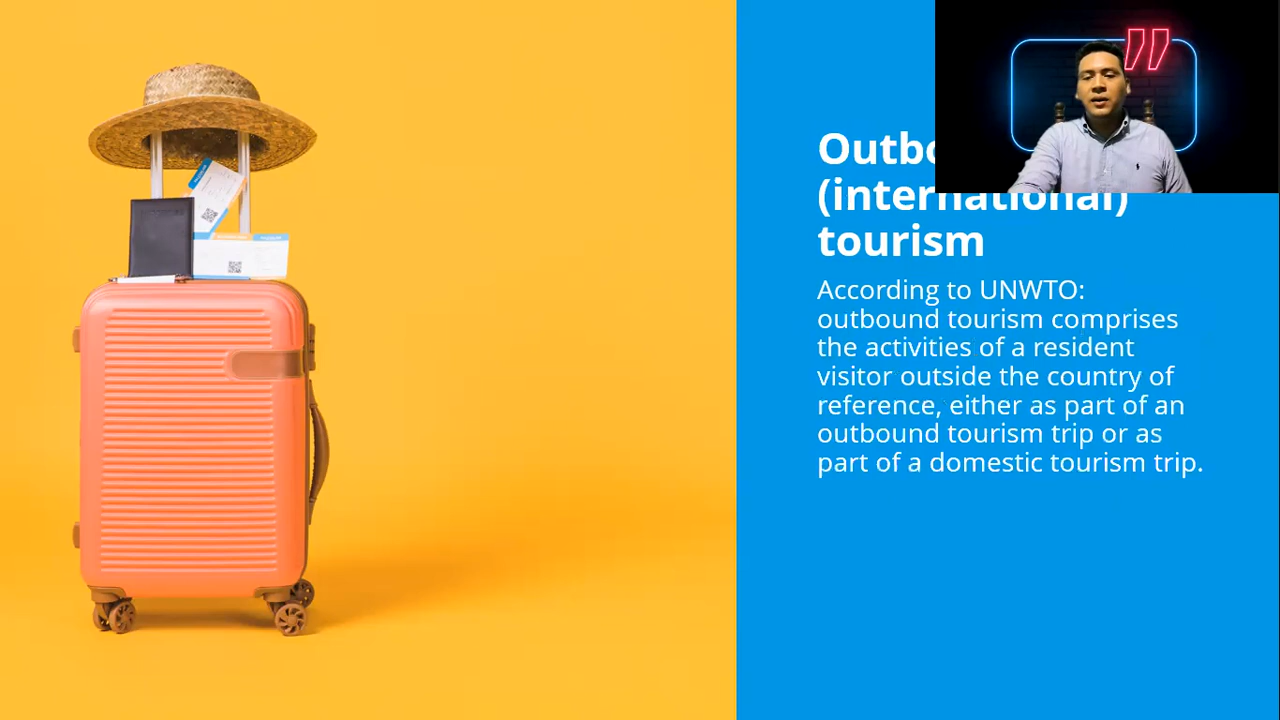 (international)
tourism
According to UNWTO:
outbound tourism comprises
the activities of a resident
visitor outside the country of
reference, either as part of an
outbound tourism trip or as
part of a domestic tourism trip.